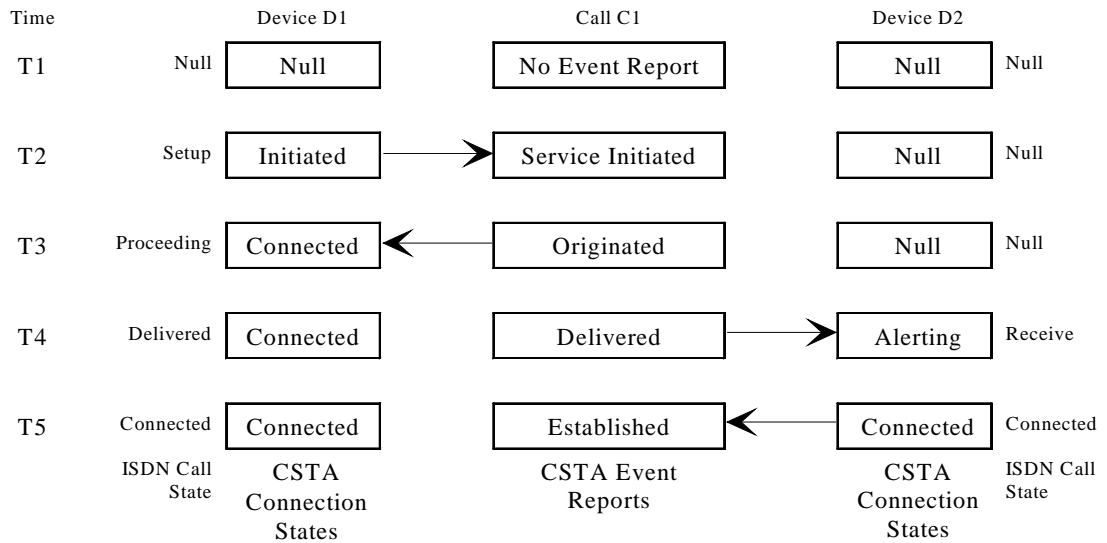 Time Device D1 Call C1 Device D2
T1 Null Null No Event Report Null Null
T2 Setup Initiated Service Initiated Null Null
T3 Proceeding Connected Originated Null Null
T4 Delivered Connected Delivered Alerting Receive
T5 Connected Connected Established Connected Connected
ISDN Call
State
CSTA
Connection
States
CSTA Event
Reports
CSTA
Connection
States
ISDN Call
State